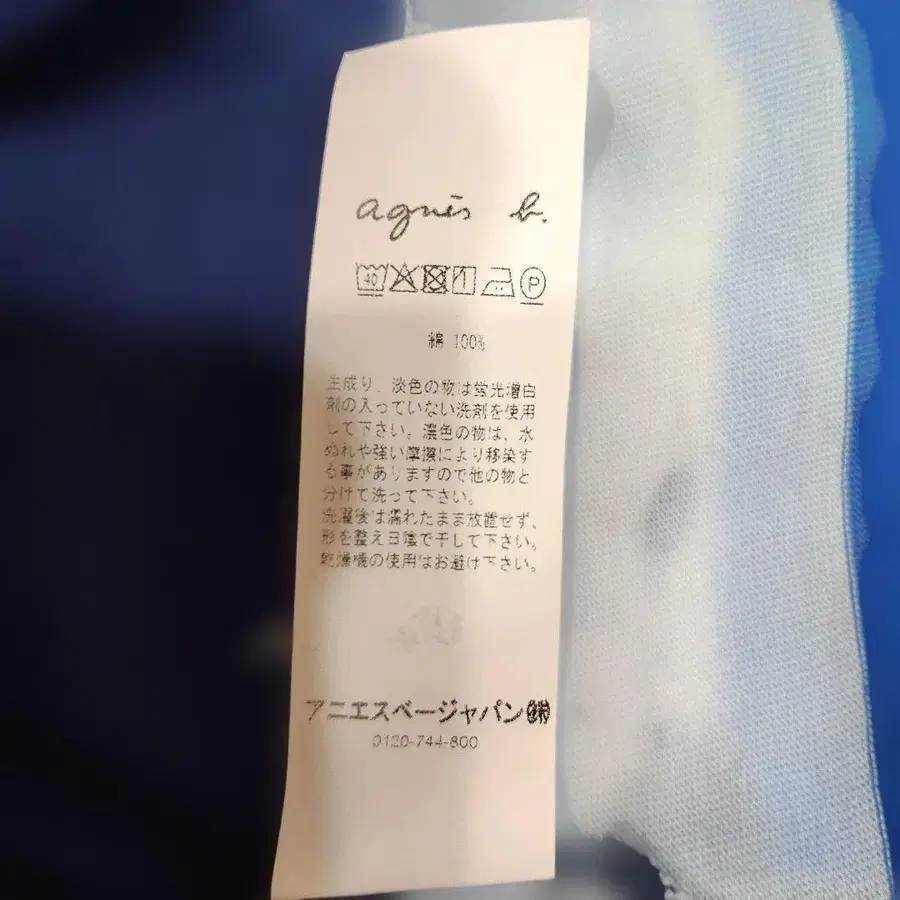 agnès b.
40 P
綿 100%
生成り、淡色の物は蛍光増白
剤の入っていない洗剤を使用
して下さい。濃色の物は、水
ぬれや強い摩擦により移染す
る事がありますので他の物と
分けて洗って下さい。
洗濯後は濡れたまま放置せず、
形を整え日陰で干して下さい。
乾燥機の使用はお避け下さい。
アニエスベージャパン㈱
0120-744-800